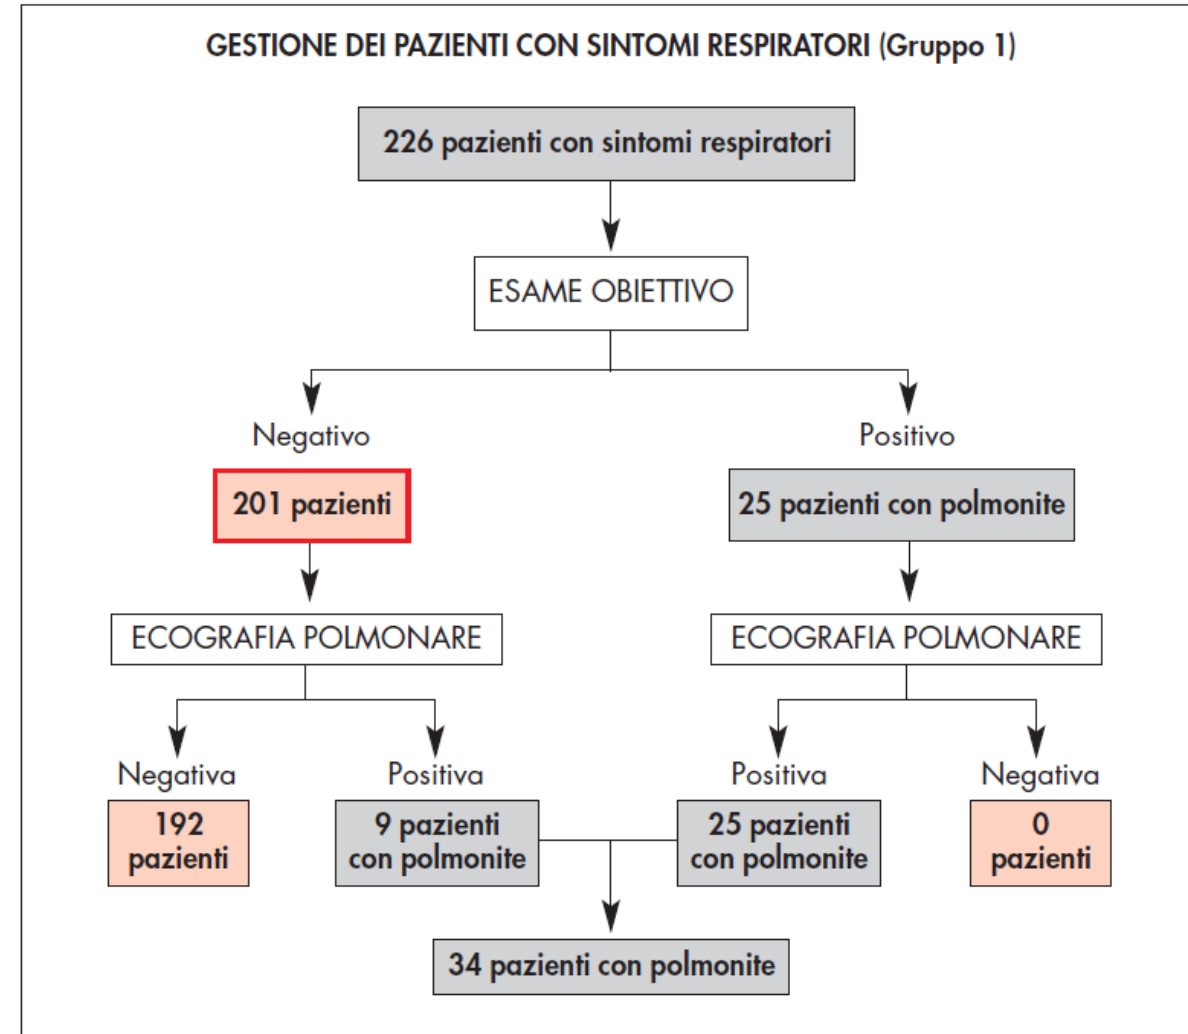 GESTIONE DEI PAZIENTI CON SINTOMI RESPIRATORI (Gruppo 1)
226 pazienti con sintomi respiratori
ESAME OBIETTIVO
Negativo
Positivo
201 pazienti
25 pazienti con polmonite
ECOGRAFIA POLMONARE
ECOGRAFIA POLMONARE
Negativa
Positiva
Positiva
Negativa
192
pazienti
9 pazienti
con polmonite
25 pazienti
con polmonite
0
pazienti
34 pazienti con polmonite